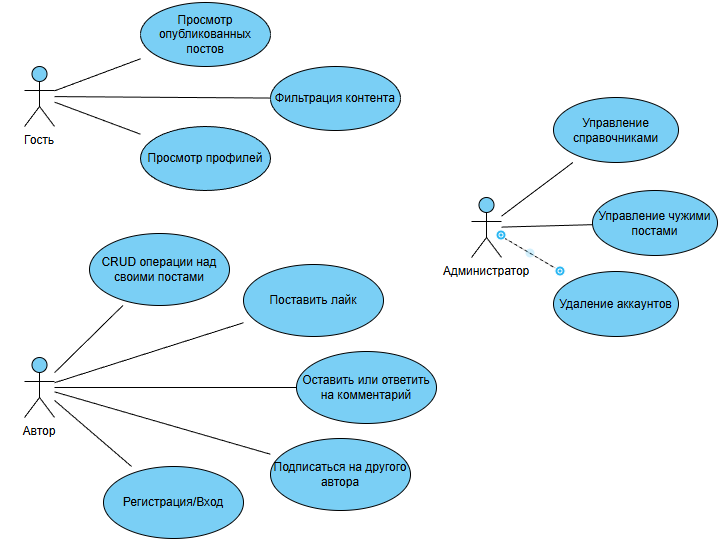 Просмотр
опубликованных
постов
Фильтрация контента
Гость
Просмотр профилей
Управление
справочниками
Управление чужими
постами
Администратор
Удаление аккаунтов
CRUD операции над
своими постами
Поставить лайк
Оставить или ответить
на комментарий
Автор
Подписаться на другого
автора
Регистрация/Вход